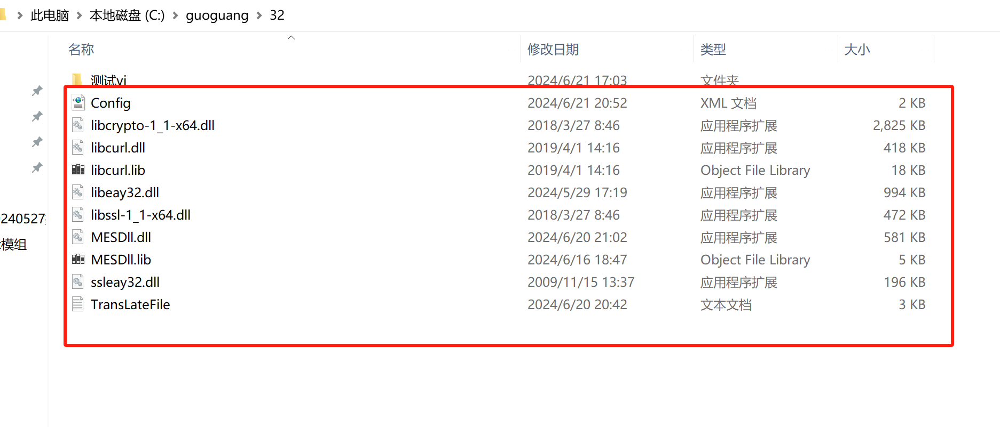 此电脑 > 本地磁盘 (C:) > guoguang > 32
名称 修改日期 类型 大小
测试vi 2024/6/21 17:03 文件夹
Config 2024/6/21 20:52 XML 文档 2 KB
libcrypto-1_1-x64.dll 2018/3/27 8:46 应用程序扩展 2,825 KB
libcurl.dll 2019/4/1 14:16 应用程序扩展 418 KB
libcurl.lib 2019/4/1 14:16 Object File Library 18 KB
libeay32.dll 2024/5/29 17:19 应用程序扩展 994 KB
libssl-1_1-x64.dll 2018/3/27 8:46 应用程序扩展 472 KB
MESDll.dll 2024/6/20 21:02 应用程序扩展 581 KB
MESDll.lib 2024/6/16 18:47 Object File Library 5 KB
ssleay32.dll 2009/11/15 13:37 应用程序扩展 196 KB
TransLateFile 2024/6/20 20:42 文本文档 3 KB
240527
模组